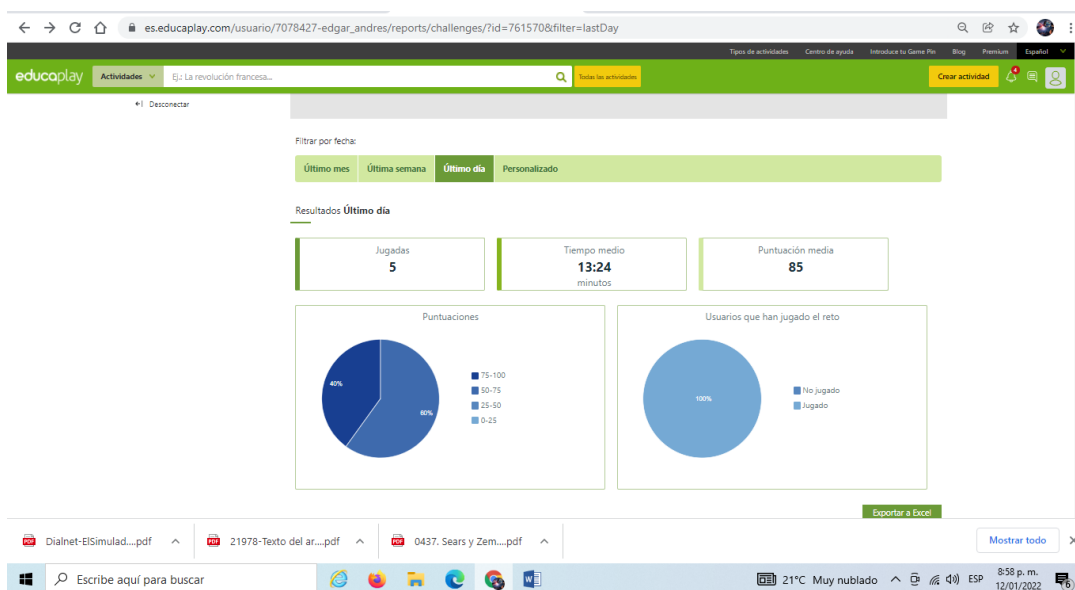 es.educaplay.com/usuario/7078427-edgar_andres/reports/challenges/?id=761570&filter=lastDay
Tipos de actividades Centro de ayuda Introduce tu Game Pin Blog Premium Español
educaplay Actividades Ej.: La revolución francesa... Todas las actividades Crear actividad 4
Desconectar
Filtrar por fecha:
Último mes Última semana Último día Personalizado
Resultados Último día
Jugadas
5
Tiempo medio
13:24
minutos
Puntuación media
85
Puntuaciones
40%
60%
75-100
50-75
25-50
0-25
Usuarios que han jugado el reto
100%
No jugado
Jugado
Exportar a Excel
PDF Dialnet-ElSimulad....pdf
PDF 21978-Texto del ar....pdf
PDF 0437. Sears y Zem....pdf
Mostrar todo
Escribe aquí para buscar
21°C Muy nublado ESP
8:58 p. m.
12/01/2022
6